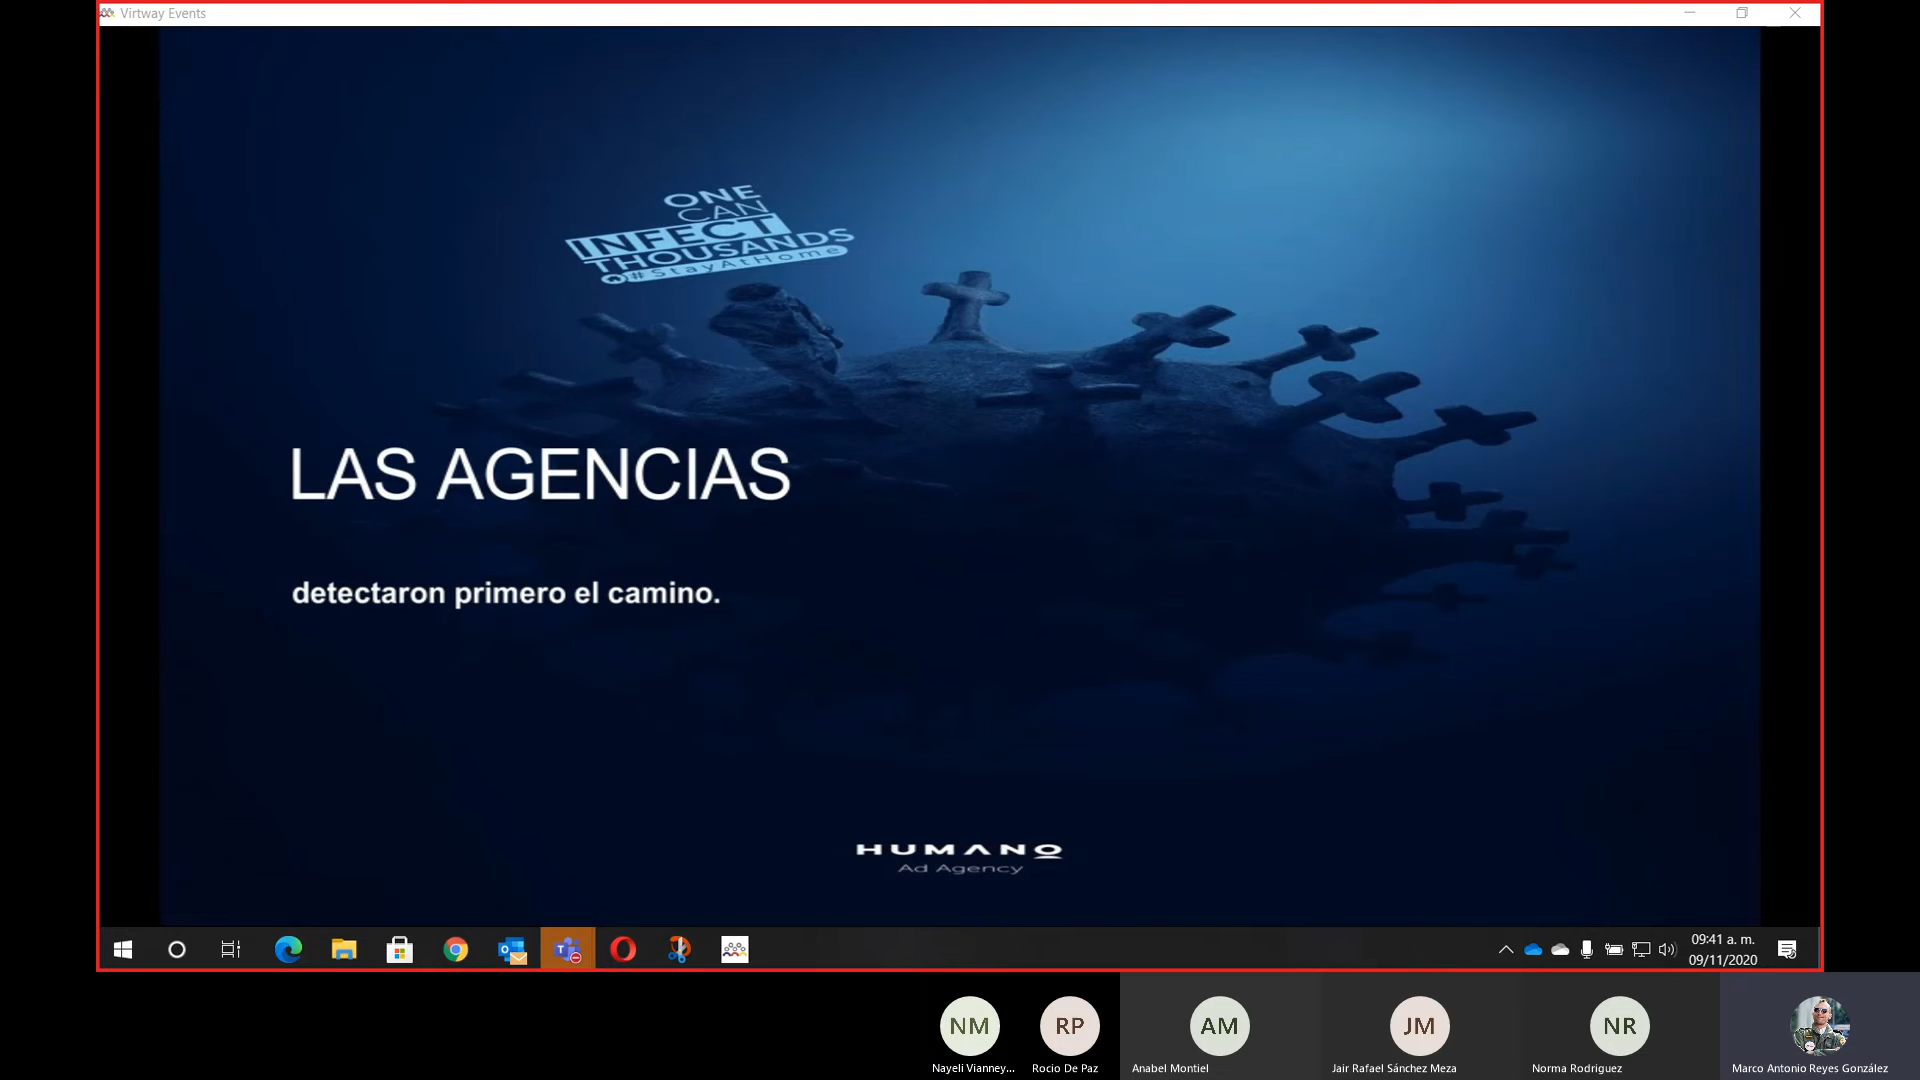 Virtway Events
ONE
CAN
INFECT
THOUSANDS
#StayAtHome
LAS AGENCIAS
detectaron primero el camino.
HUMANO
Ad Agency
09:41 a. m.
09/11/2020
NM
RP
AM
JM
NR
Nayeli Vianney...
Rocio De Paz
Anabel Montiel
Jair Rafael Sánchez Meza
Norma Rodriguez
Marco Antonio Reyes González